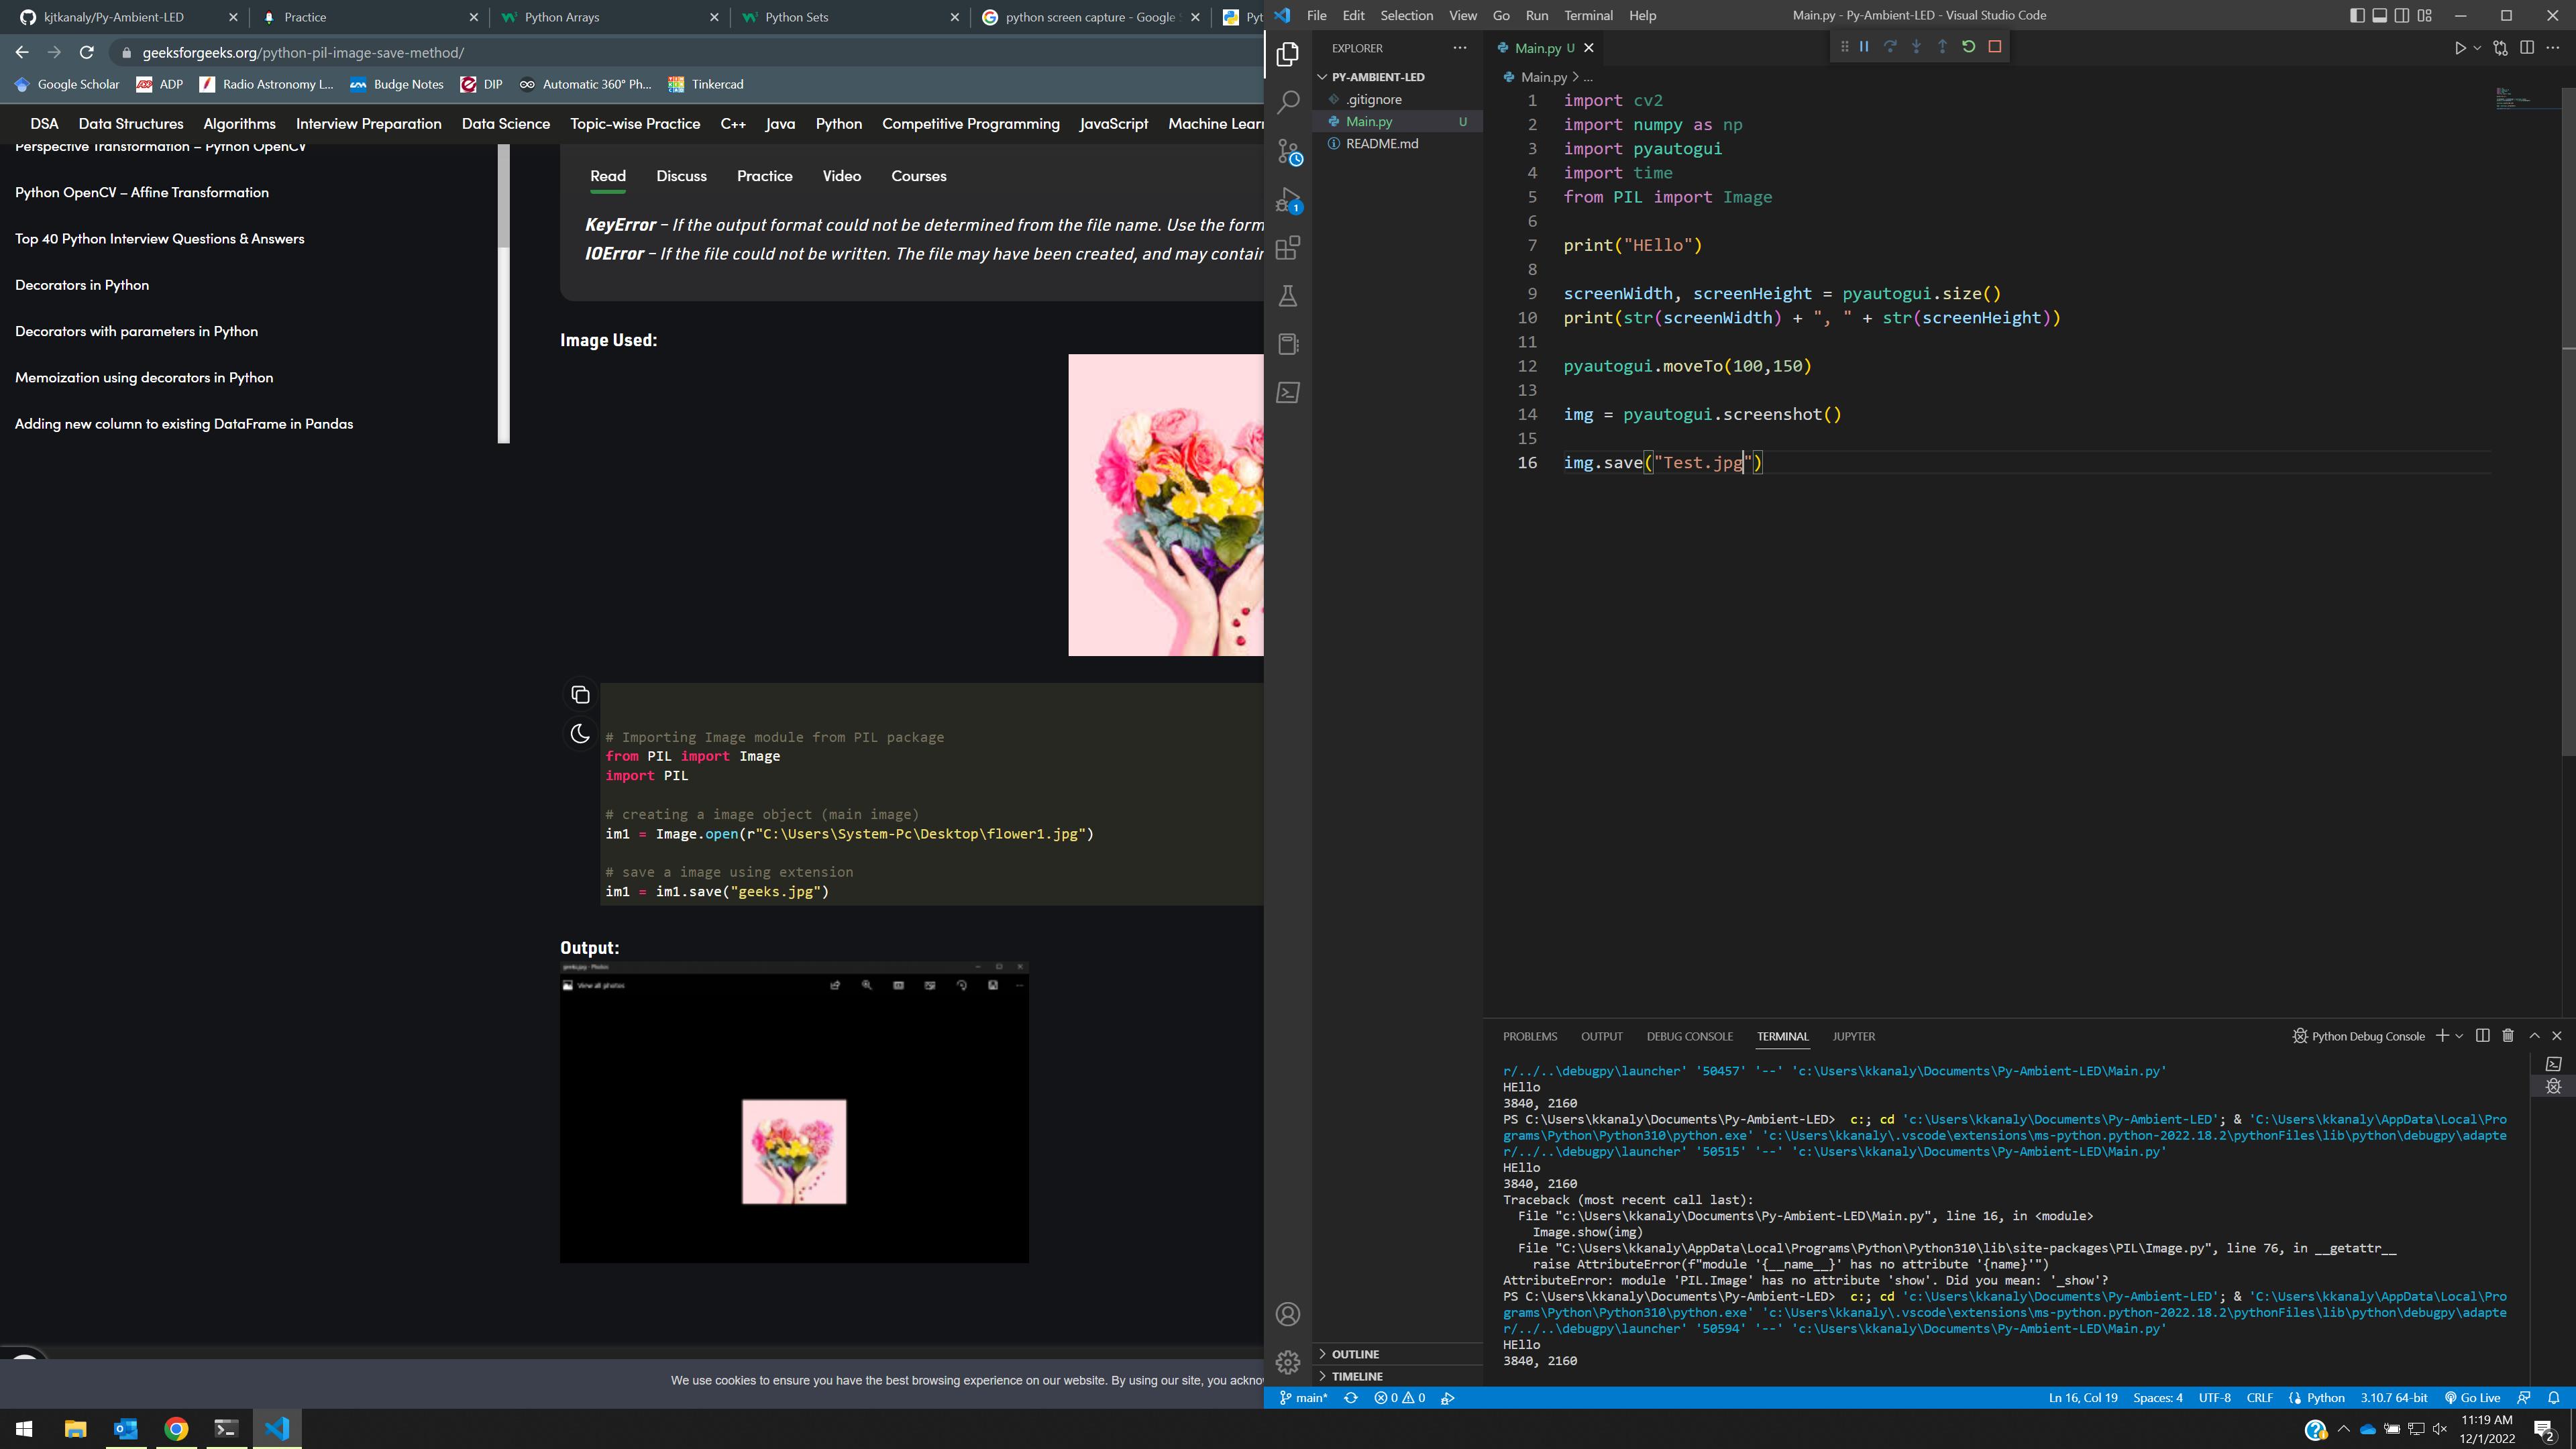 kjtkanaly/Py-Ambient-LED
Practice
Python Arrays
Python Sets
python screen capture - Google
Pyt
geeksforgeeks.org/python-pil-image-save-method/
Google Scholar
ADP
Radio Astronomy L...
Budge Notes
DIP
Automatic 360° Ph...
Tinkercad
DSA Data Structures Algorithms Interview Preparation Data Science Topic-wise Practice C++ Java Python Competitive Programming JavaScript Machine Learn
Perspective Transformation – Python OpenCV
Python OpenCV – Affine Transformation
Top 40 Python Interview Questions & Answers
Decorators in Python
Decorators with parameters in Python
Memoization using decorators in Python
Adding new column to existing DataFrame in Pandas
Read Discuss Practice Video Courses
KeyError – If the output format could not be determined from the file name. Use the form
IOError – If the file could not be written. The file may have been created, and may contain
Image Used:
# Importing Image module from PIL package
from PIL import Image
import PIL
# creating a image object (main image)
im1 = Image.open(r"C:\Users\System-Pc\Desktop\flower1.jpg")
# save a image using extension
im1 = im1.save("geeks.jpg")
Output:
geeks.jpg - Photos
View all photos
We use cookies to ensure you have the best browsing experience on our website. By using our site, you acknow
File Edit Selection View Go Run Terminal Help
Main.py - Py-Ambient-LED - Visual Studio Code
EXPLORER
PY-AMBIENT-LED
.gitignore
Main.py U
README.md
OUTLINE
TIMELINE
1
Main.py U
Main.py > ...
1 import cv2
2 import numpy as np
3 import pyautogui
4 import time
5 from PIL import Image
6
7 print("HEllo")
8
9 screenWidth, screenHeight = pyautogui.size()
10 print(str(screenWidth) + ", " + str(screenHeight))
11
12 pyautogui.moveTo(100,150)
13
14 img = pyautogui.screenshot()
15
16 img.save("Test.jpg")
PROBLEMS OUTPUT DEBUG CONSOLE TERMINAL JUPYTER
Python Debug Console
r/../..\debugpy\launcher' '50457' '--' 'c:\Users\kkanaly\Documents\Py-Ambient-LED\Main.py'
HEllo
3840, 2160
PS C:\Users\kkanaly\Documents\Py-Ambient-LED>  c:; cd 'c:\Users\kkanaly\Documents\Py-Ambient-LED'; & 'C:\Users\kkanaly\AppData\Local\Pro
grams\Python\Python310\python.exe' 'c:\Users\kkanaly\.vscode\extensions\ms-python.python-2022.18.2\pythonFiles\lib\python\debugpy\adapte
r/../..\debugpy\launcher' '50515' '--' 'c:\Users\kkanaly\Documents\Py-Ambient-LED\Main.py'
HEllo
3840, 2160
Traceback (most recent call last):
File "c:\Users\kkanaly\Documents\Py-Ambient-LED\Main.py", line 16, in <module>
Image.show(img)
File "C:\Users\kkanaly\AppData\Local\Programs\Python\Python310\lib\site-packages\PIL\Image.py", line 76, in __getattr__
raise AttributeError(f"module '{__name__}' has no attribute '{name}'")
AttributeError: module 'PIL.Image' has no attribute 'show'. Did you mean: '_show'?
PS C:\Users\kkanaly\Documents\Py-Ambient-LED>  c:; cd 'c:\Users\kkanaly\Documents\Py-Ambient-LED'; & 'C:\Users\kkanaly\AppData\Local\Pro
grams\Python\Python310\python.exe' 'c:\Users\kkanaly\.vscode\extensions\ms-python.python-2022.18.2\pythonFiles\lib\python\debugpy\adapte
r/../..\debugpy\launcher' '50594' '--' 'c:\Users\kkanaly\Documents\Py-Ambient-LED\Main.py'
HEllo
3840, 2160
main* 0 0 Ln 16, Col 19 Spaces: 4 UTF-8 CRLF Python 3.10.7 64-bit Go Live
11:19 AM
12/1/2022
2